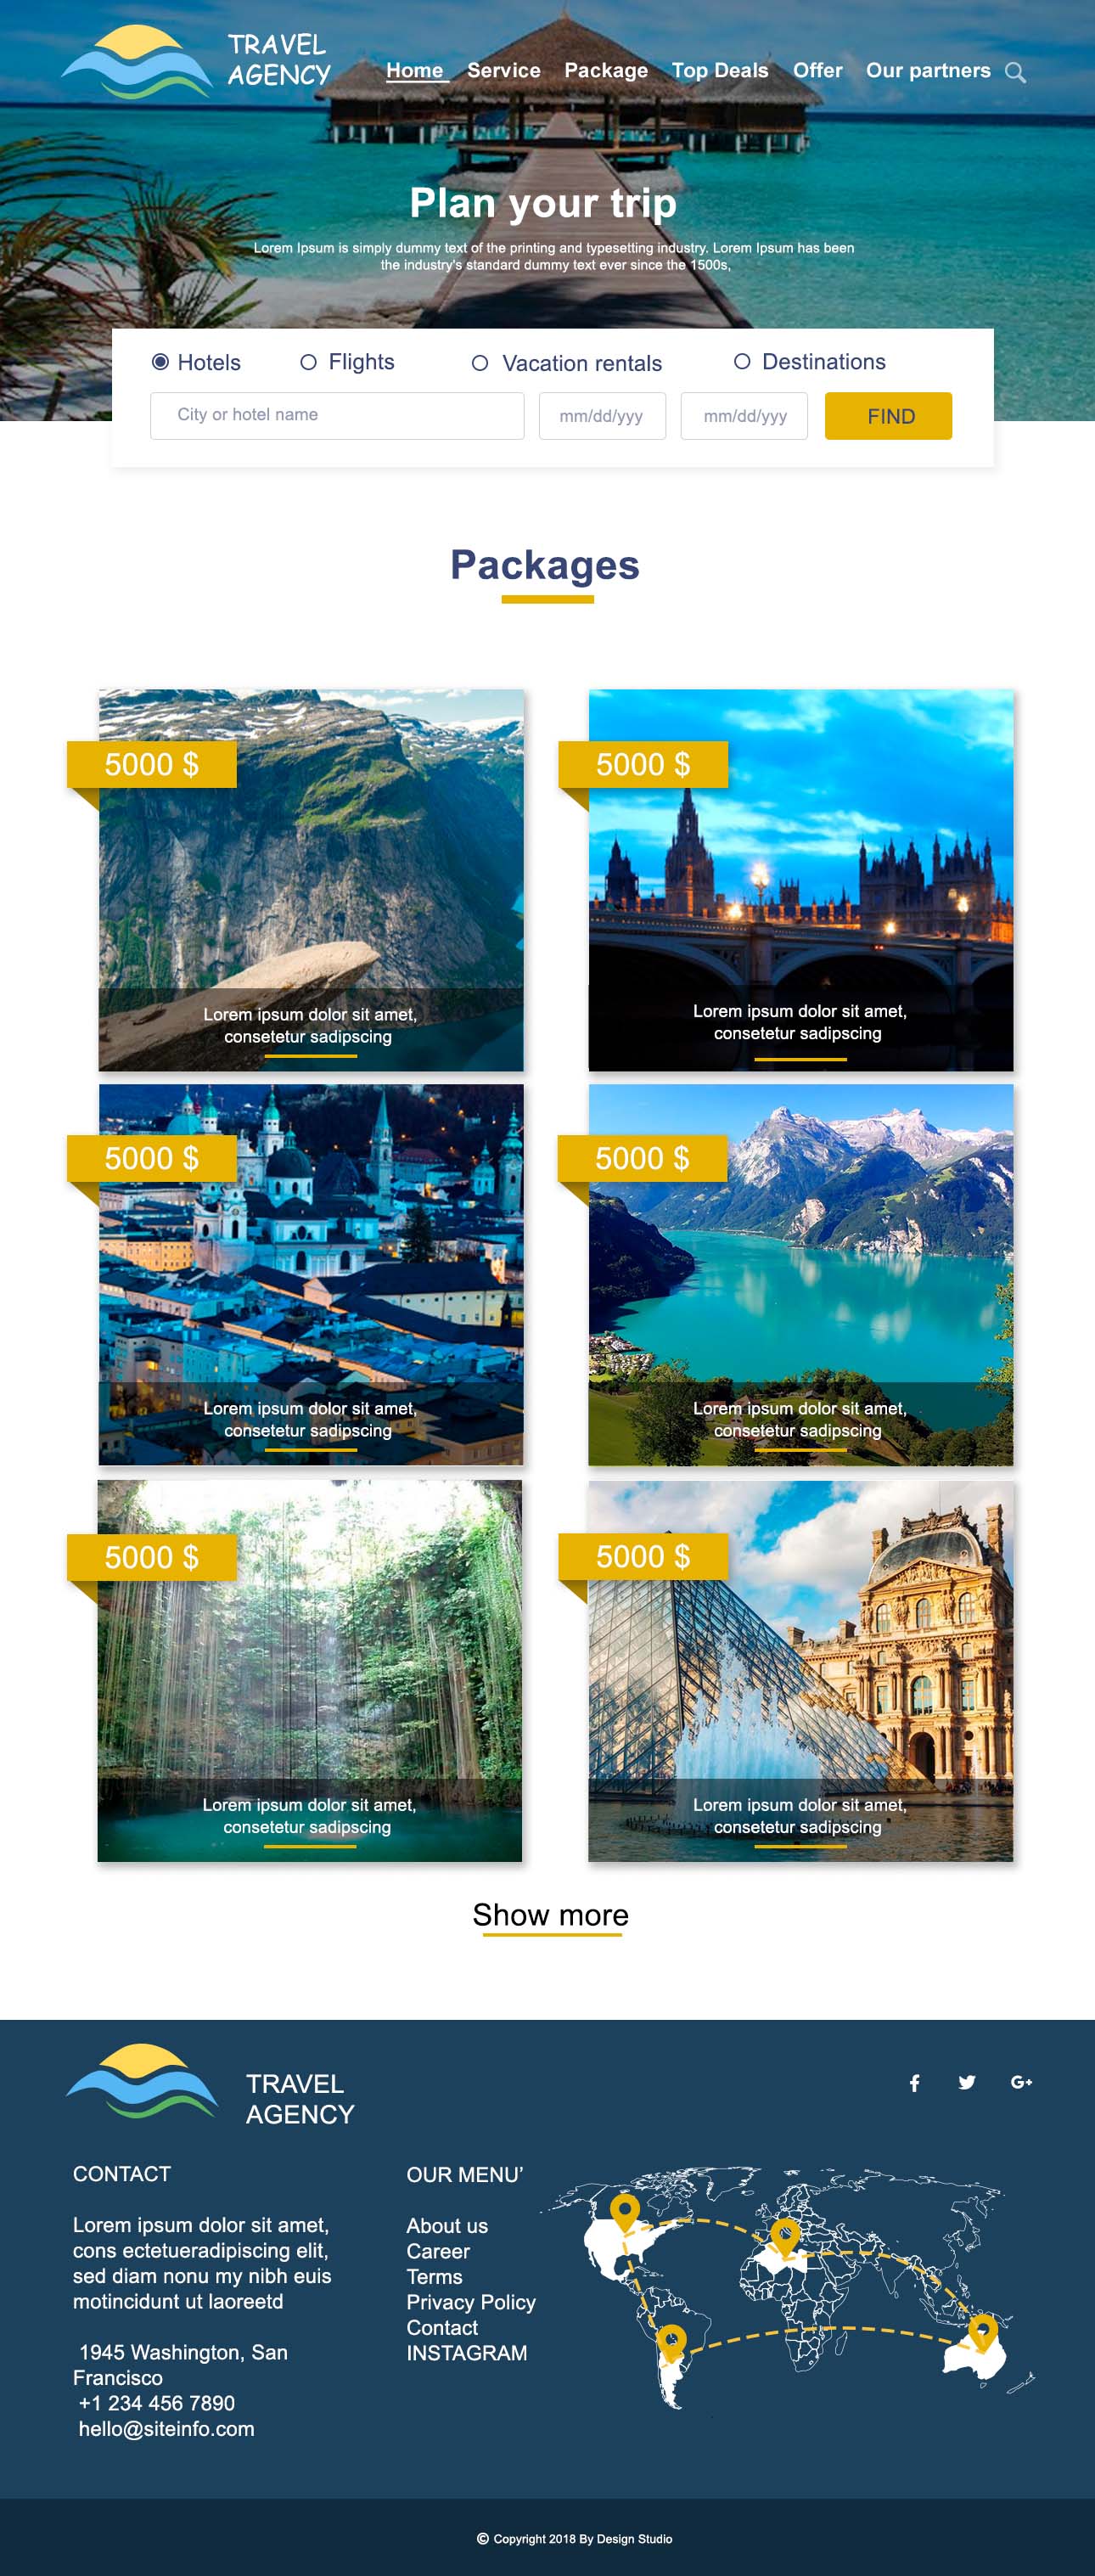 TRAVEL
AGENCY
Home Service Package Top Deals Offer Our partners
Plan your trip
Lorem Ipsum is simply dummy text of the printing and typesetting industry. Lorem Ipsum has been
the industry's standard dummy text ever since the 1500s,
Hotels Flights Vacation rentals Destinations
City or hotel name mm/dd/yyy mm/dd/yyy FIND
Packages
5000 $
Lorem ipsum dolor sit amet,
consetetur sadipscing
5000 $
Lorem ipsum dolor sit amet,
consetetur sadipscing
5000 $
Lorem ipsum dolor sit amet,
consetetur sadipscing
5000 $
Lorem ipsum dolor sit amet,
consetetur sadipscing
5000 $
Lorem ipsum dolor sit amet,
consetetur sadipscing
5000 $
Lorem ipsum dolor sit amet,
consetetur sadipscing
Show more
TRAVEL
AGENCY
f G+
CONTACT
Lorem ipsum dolor sit amet,
cons ectetueradipiscing elit,
sed diam nonu my nibh euis
motincidunt ut laoreetd
1945 Washington, San
Francisco
+1 234 456 7890
hello@siteinfo.com
OUR MENU’
About us
Career
Terms
Privacy Policy
Contact
INSTAGRAM
© Copyright 2018 By Design Studio